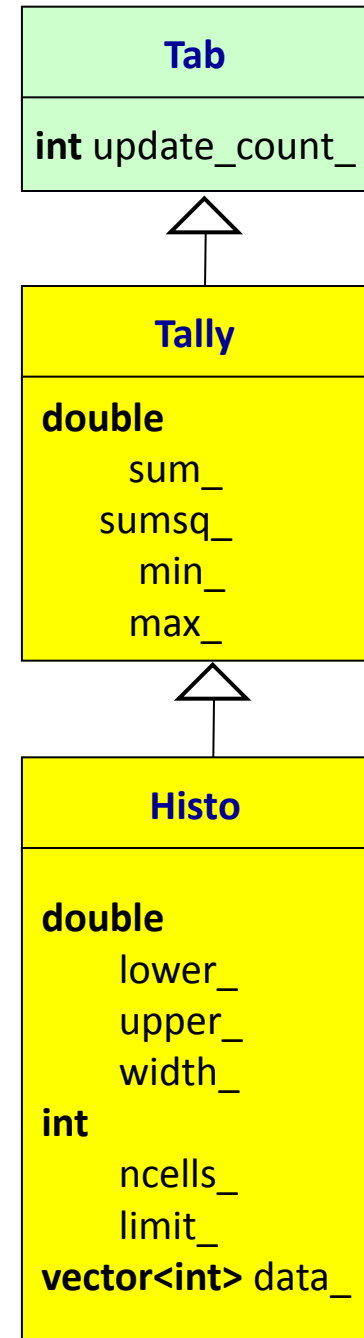 Tab
int update_count_
Tally
double
sum_
sumsq_
min_
max_
Histo
double
lower_
upper_
width_
int
ncells_
limit_
vector<int> data_